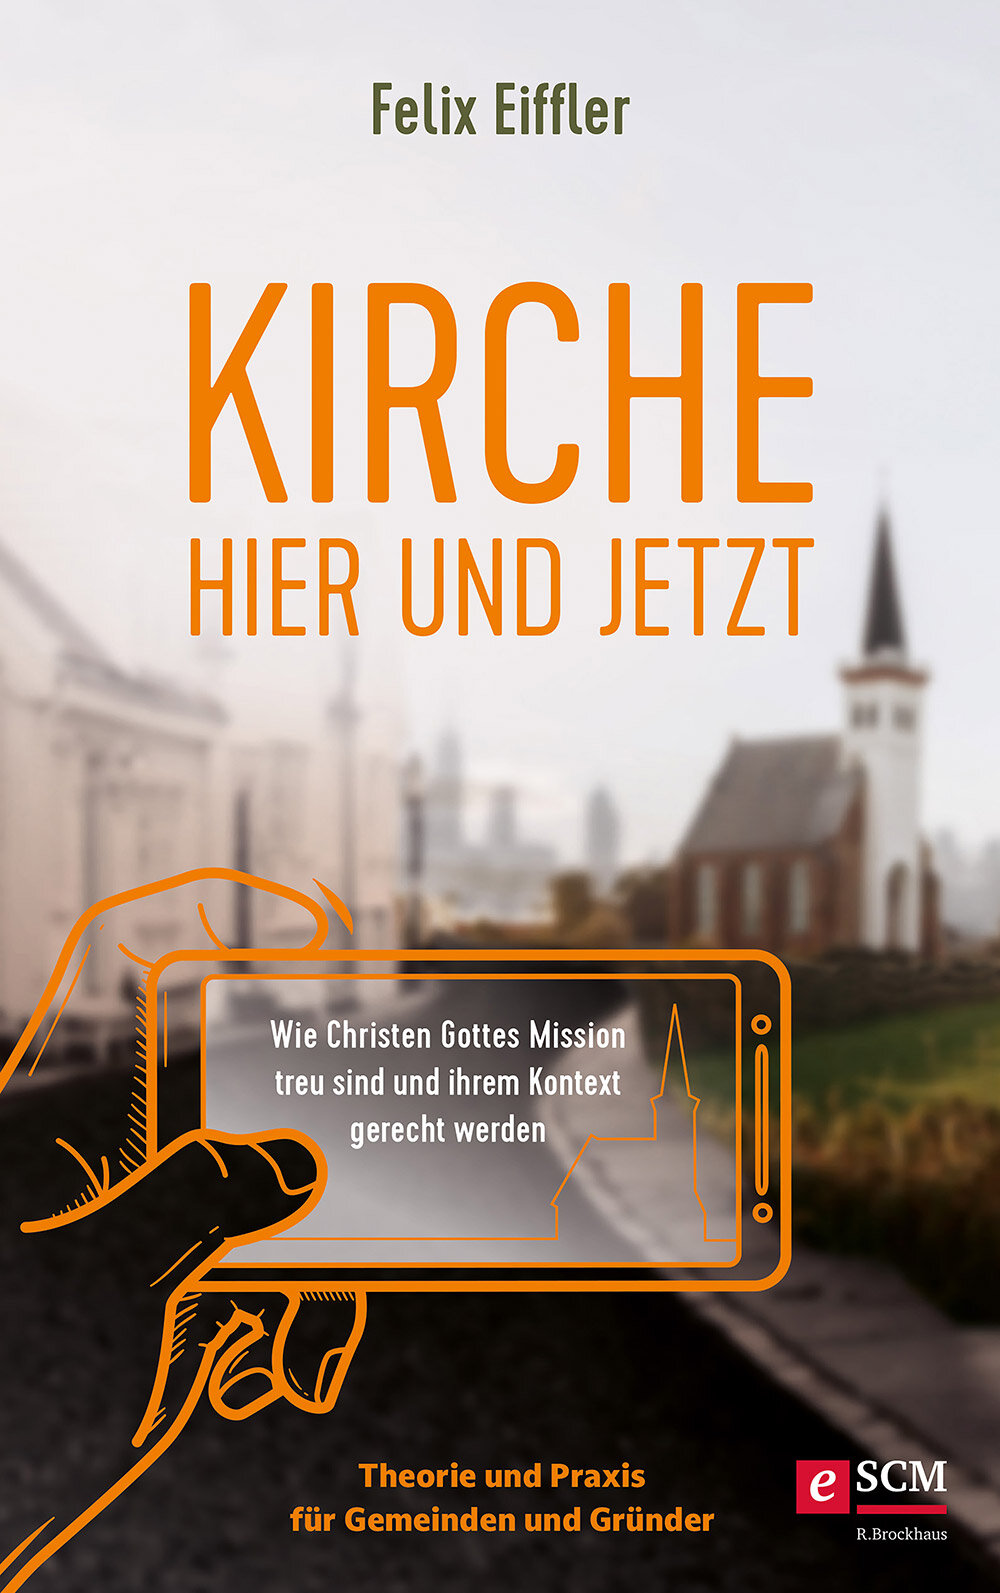 Felix Eiffler
KIRCHE
HIER UND JETZT
Wie Christen Gottes Mission
treu sind und ihrem Kontext
gerecht werden
Theorie und Praxis
für Gemeinden und Gründer
e SCM
R.Brockhaus